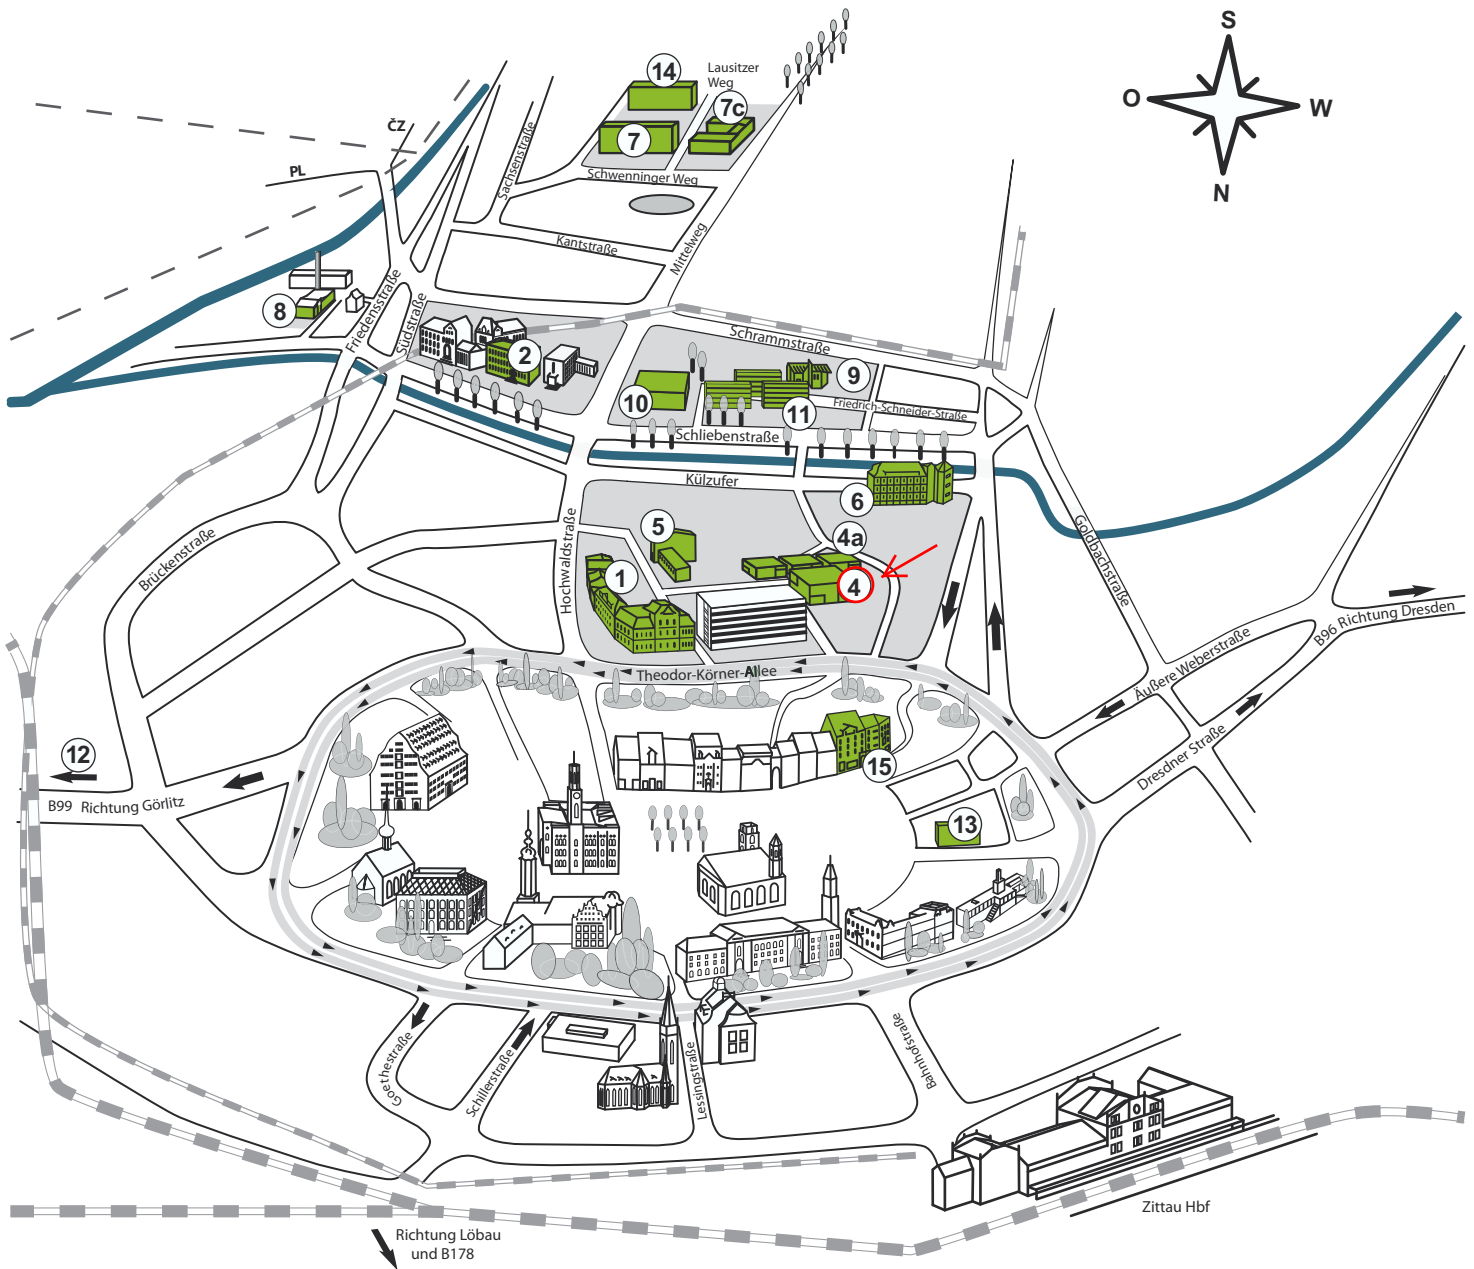 S
O
W
N
14
Lausitzer
Weg
7c
7
Schwenninger Weg
Sachsenstraße
ČZ
PL
Kantstraße
Mittelweg
8
Friedensstraße
Südstraße
2
Schrammstraße
9
10
11
Friedrich-Schneider-Straße
Schliebenstraße
Külzufer
6
5
4a
4
1
Hochwaldstraße
Brückenstraße
Goldbachstraße
B96 Richtung Dresden
Äußere Weberstraße
Dresdner Straße
Theodor-Körner-Allee
12
B99 Richtung Görlitz
15
13
Goethestraße
Schillerstraße
Lessingstraße
Bahnhofstraße
Zittau Hbf
Richtung Löbau
und B178